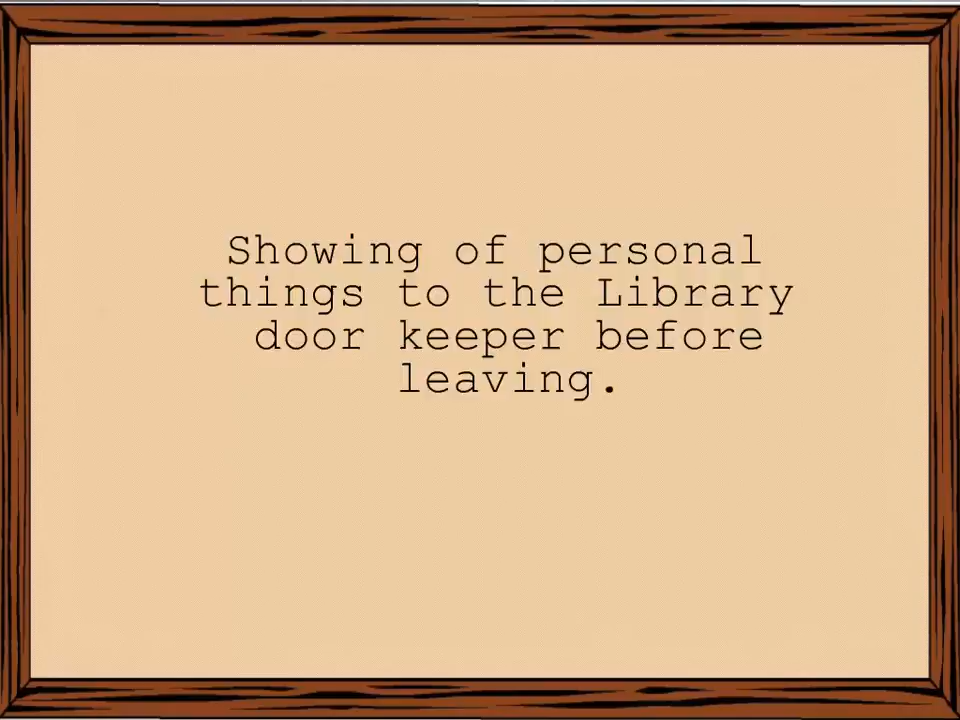 Showing of personal
things to the Library
door keeper before
leaving.